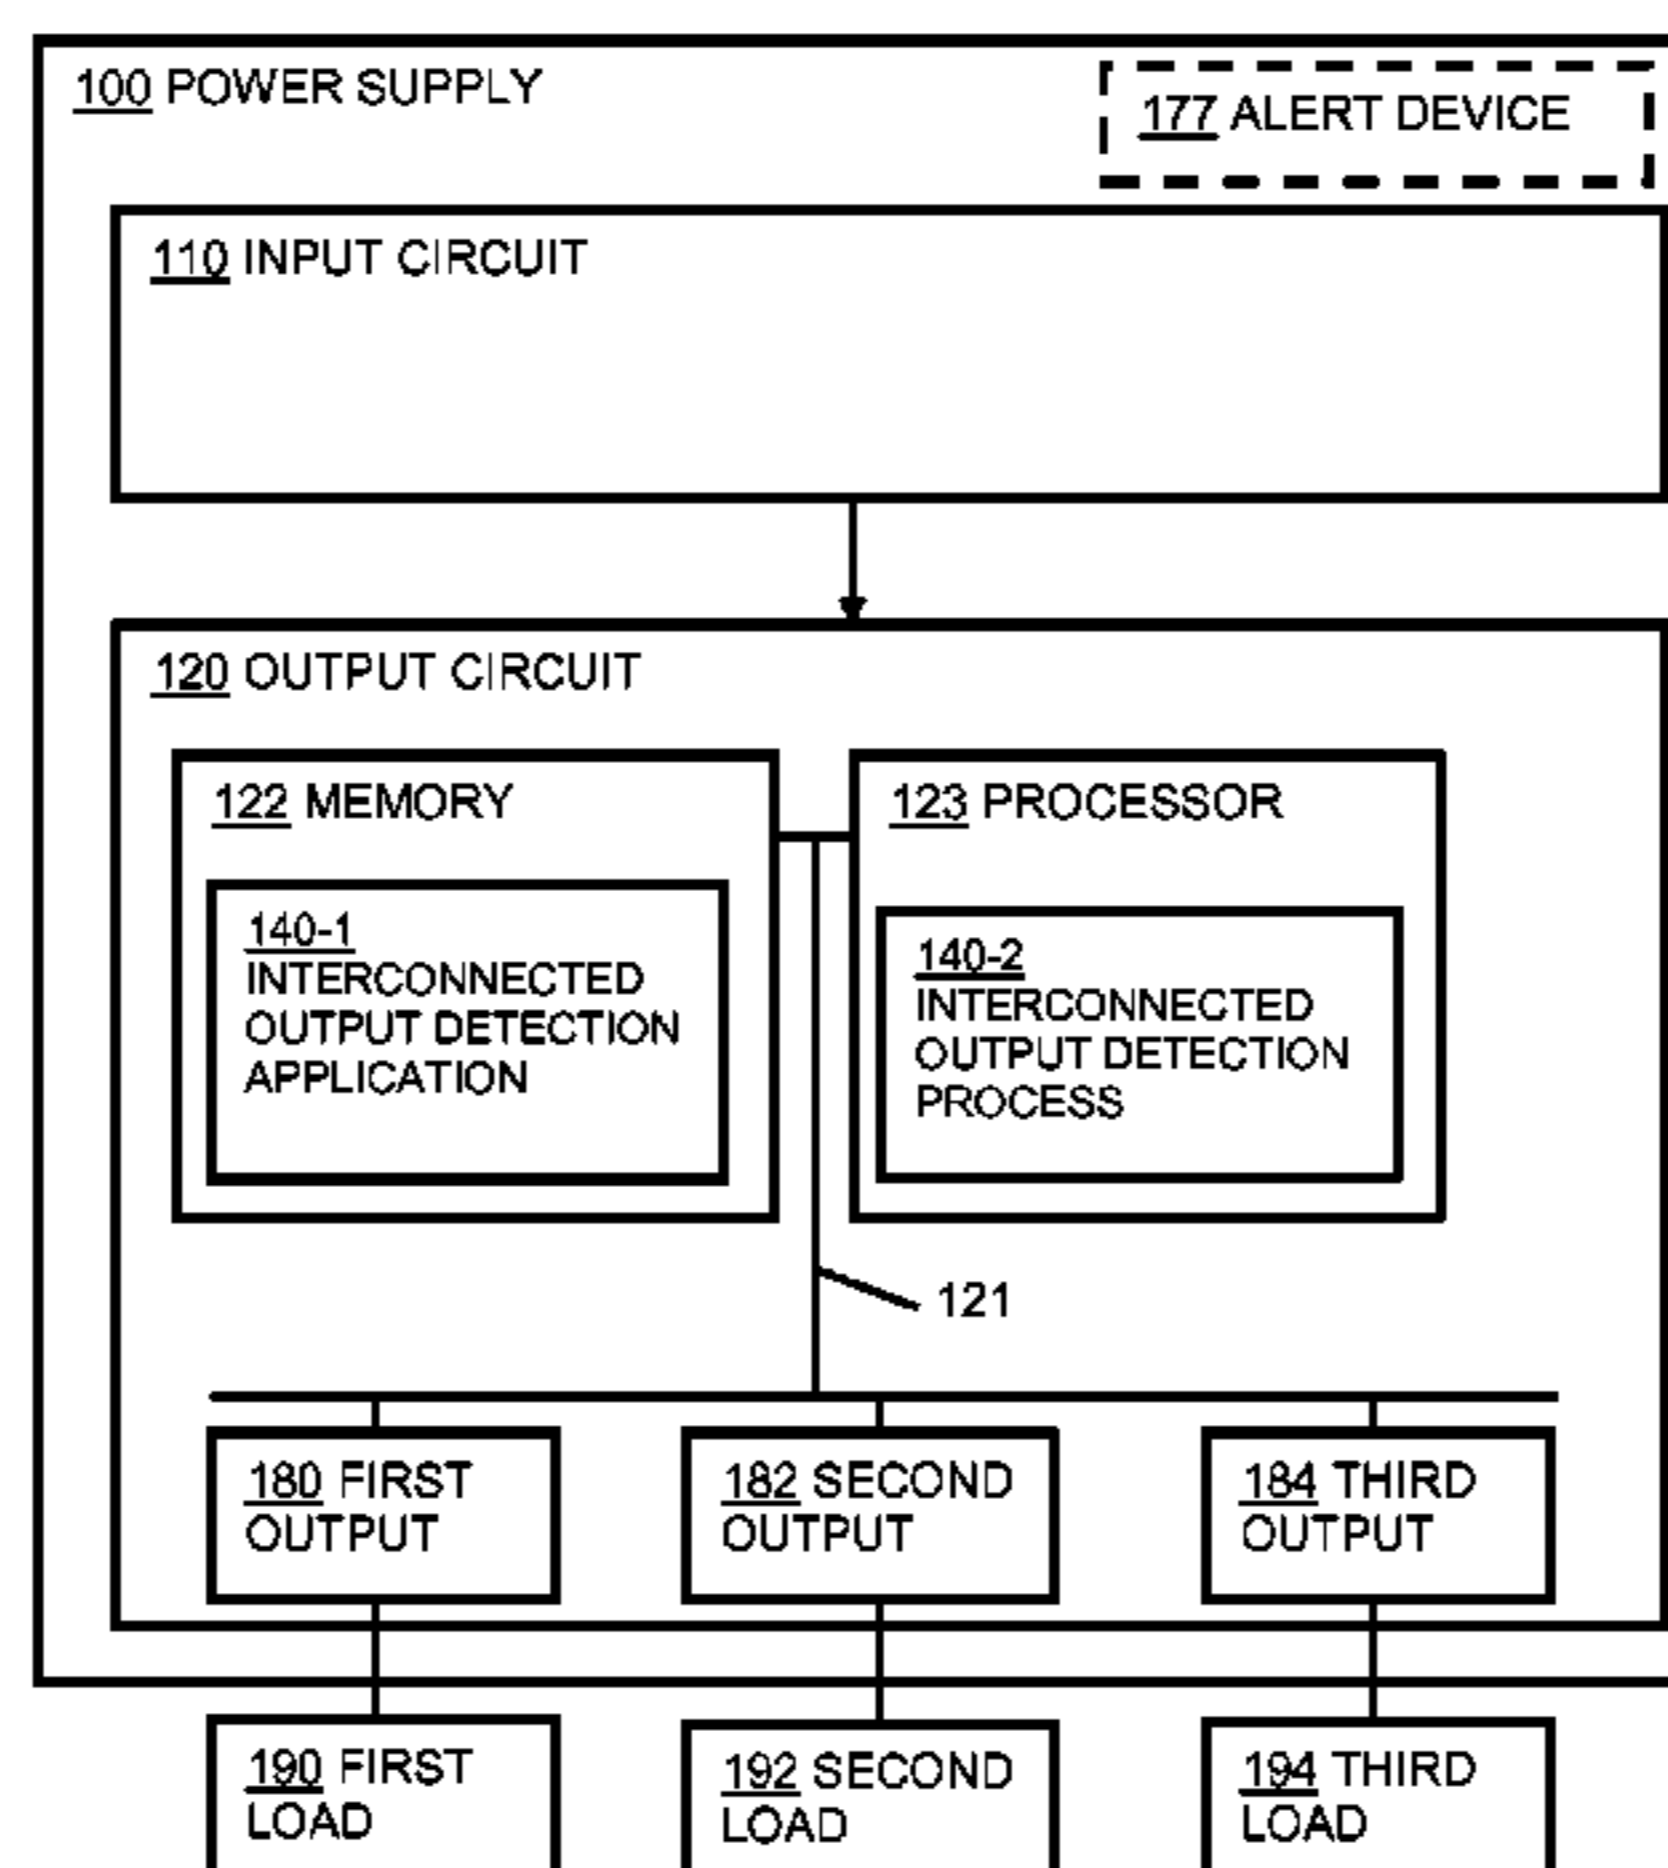 100 POWER SUPPLY
177 ALERT DEVICE
110 INPUT CIRCUIT
120 OUTPUT CIRCUIT
122 MEMORY
123 PROCESSOR
140-1
INTERCONNECTED
OUTPUT DETECTION
APPLICATION
140-2
INTERCONNECTED
OUTPUT DETECTION
PROCESS
121
180 FIRST
OUTPUT
182 SECOND
OUTPUT
184 THIRD
OUTPUT
190 FIRST
LOAD
192 SECOND
LOAD
194 THIRD
LOAD